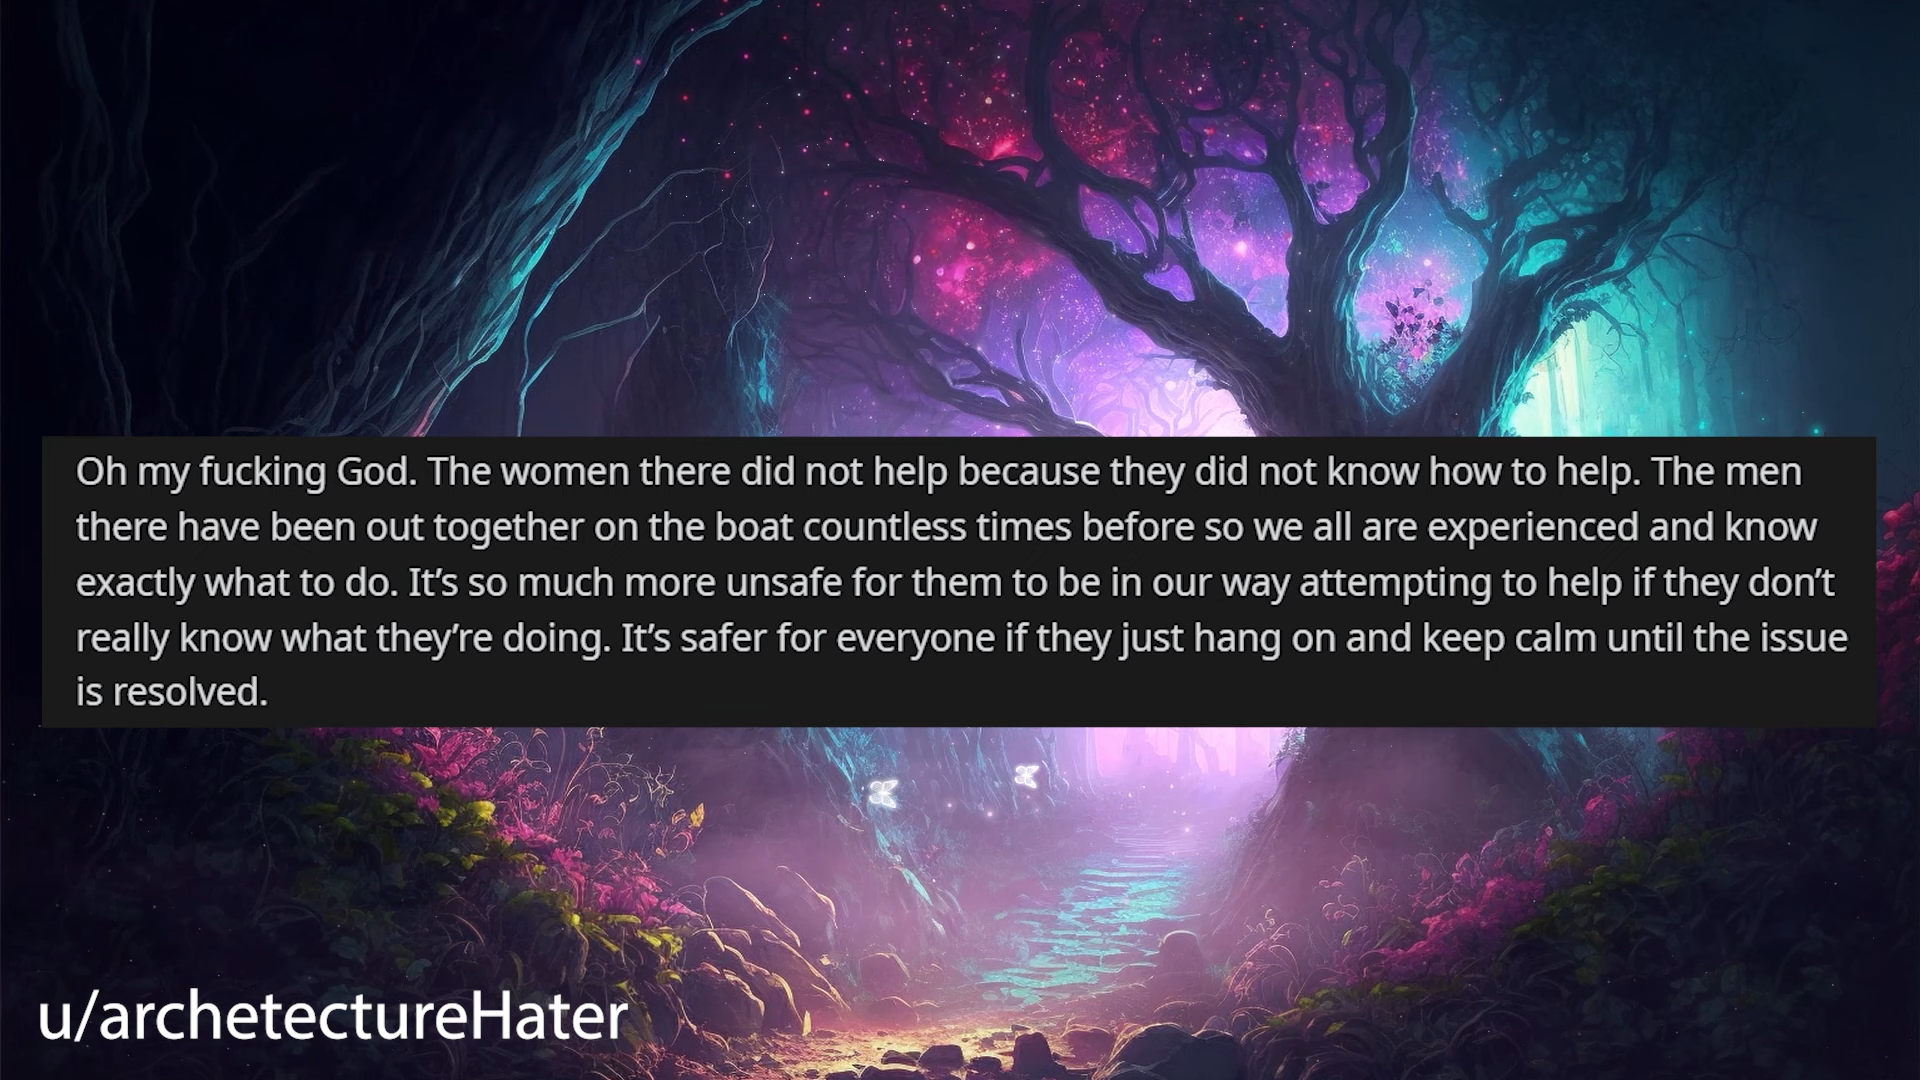 Oh my fucking God. The women there did not help because they did not know how to help. The men
there have been out together on the boat countless times before so we all are experienced and know
exactly what to do. It’s so much more unsafe for them to be in our way attempting to help if they don’t
really know what they’re doing. It’s safer for everyone if they just hang on and keep calm until the issue
is resolved.
u/archetectureHater